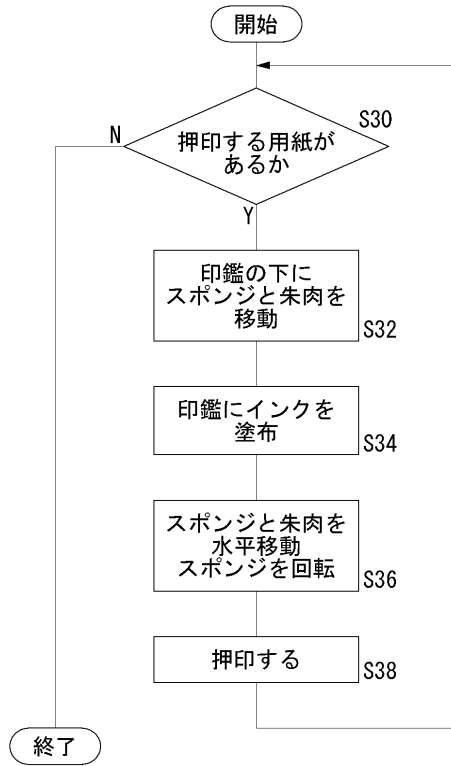 開始
S30
N
押印する用紙が
あるか
Y
印鑑の下に
スポンジと朱肉を
移動
S32
印鑑にインクを
塗布
S34
スポンジと朱肉を
水平移動
スポンジを回転
S36
押印する
S38
終了